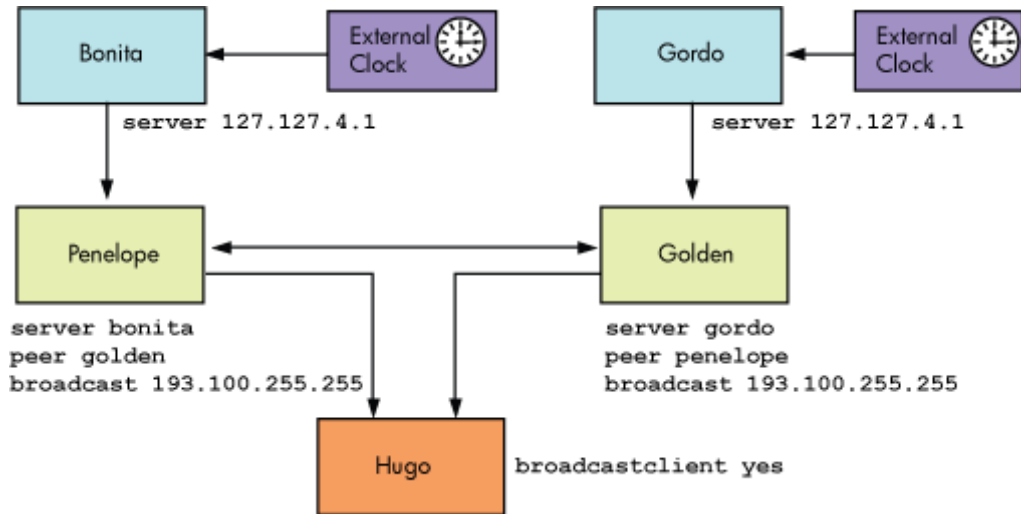 Bonita
External
Clock
Gordo
External
Clock
server 127.127.4.1
server 127.127.4.1
Penelope
Golden
server bonita
peer golden
broadcast 193.100.255.255
server gordo
peer penelope
broadcast 193.100.255.255
Hugo
broadcastclient yes